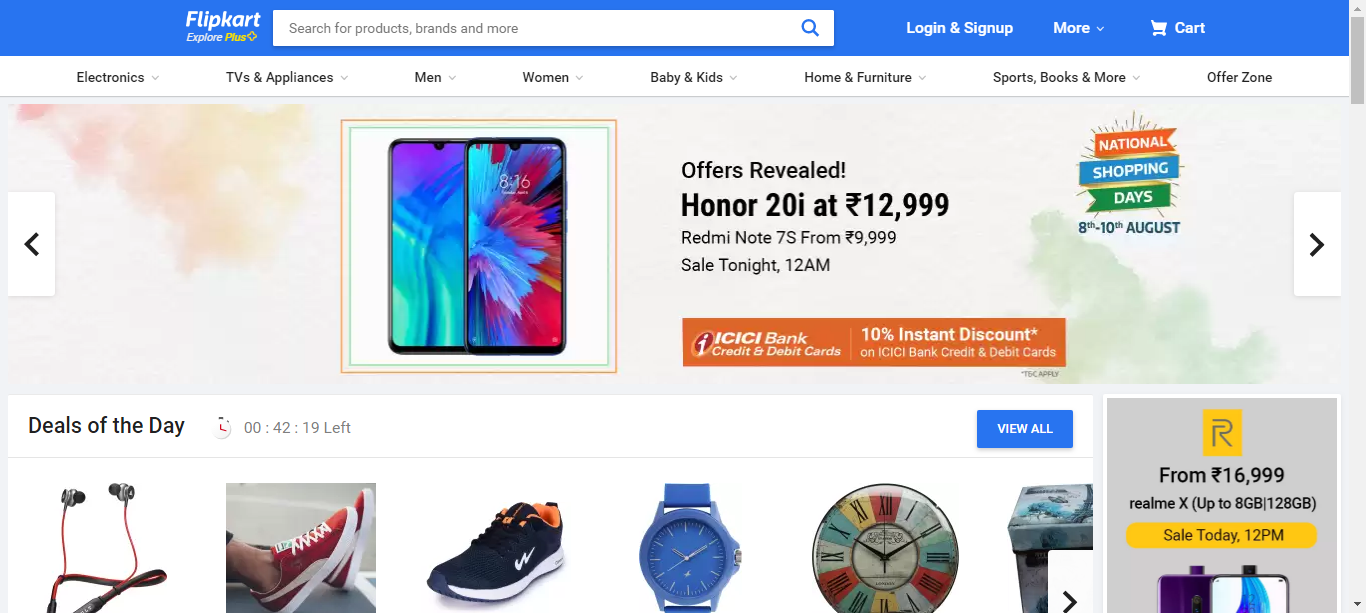 Flipkart
Explore Plus
Search for products, brands and more
Login & Signup
More
Cart
Electronics
TVs & Appliances
Men
Women
Baby & Kids
Home & Furniture
Sports, Books & More
Offer Zone
8:16
Offers Revealed!
Honor 20i at ₹12,999
Redmi Note 7S From ₹9,999
Sale Tonight, 12AM
NATIONAL
SHOPPING
DAYS
8th-10th AUGUST
ICICI Bank
Credit & Debit Cards
10% Instant Discount*
on ICICI Bank Credit & Debit Cards
*T&C APPLY
Deals of the Day
00 : 42 : 19 Left
VIEW ALL
R
From ₹16,999
realme X (Up to 8GB|128GB)
Sale Today, 12PM